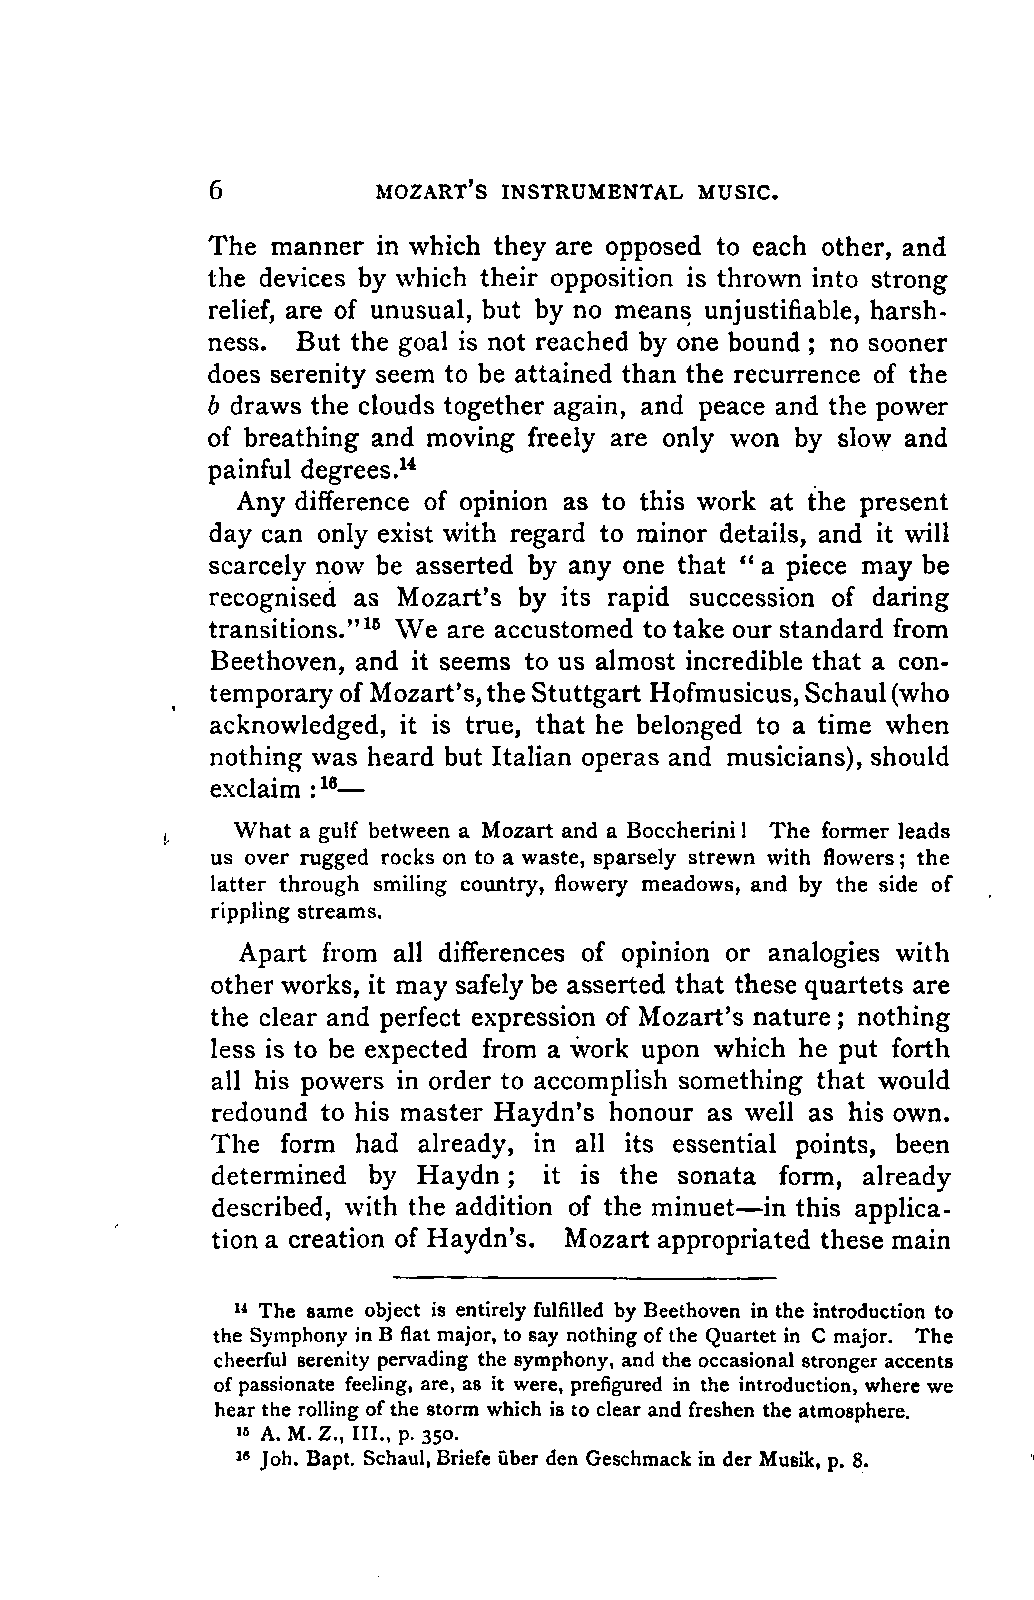 6 MOZART'S INSTRUMENTAL MUSIC.
The manner in which they are opposed to each other, and
the devices by which their opposition is thrown into strong
relief, are of unusual, but by no means unjustifiable, harsh-
ness. But the goal is not reached by one bound; no sooner
does serenity seem to be attained than the recurrence of the
b draws the clouds together again, and peace and the power
of breathing and moving freely are only won by slow and
painful degrees.¹⁴
Any difference of opinion as to this work at the present
day can only exist with regard to minor details, and it will
scarcely now be asserted by any one that "a piece may be
recognised as Mozart's by its rapid succession of daring
transitions."¹⁵ We are accustomed to take our standard from
Beethoven, and it seems to us almost incredible that a con-
temporary of Mozart's, the Stuttgart Hofmusicus, Schaul (who
acknowledged, it is true, that he belonged to a time when
nothing was heard but Italian operas and musicians), should
exclaim:¹⁶—
What a gulf between a Mozart and a Boccherini! The former leads
us over rugged rocks on to a waste, sparsely strewn with flowers; the
latter through smiling country, flowery meadows, and by the side of
rippling streams.
Apart from all differences of opinion or analogies with
other works, it may safely be asserted that these quartets are
the clear and perfect expression of Mozart's nature; nothing
less is to be expected from a work upon which he put forth
all his powers in order to accomplish something that would
redound to his master Haydn's honour as well as his own.
The form had already, in all its essential points, been
determined by Haydn; it is the sonata form, already
described, with the addition of the minuet—in this applica-
tion a creation of Haydn's. Mozart appropriated these main
¹⁴ The same object is entirely fulfilled by Beethoven in the introduction to
the Symphony in B flat major, to say nothing of the Quartet in C major. The
cheerful serenity pervading the symphony, and the occasional stronger accents
of passionate feeling, are, as it were, prefigured in the introduction, where we
hear the rolling of the storm which is to clear and freshen the atmosphere.
¹⁵ A. M. Z., III., p. 350.
¹⁶ Joh. Bapt. Schaul, Briefe über den Geschmack in der Musik, p. 8.